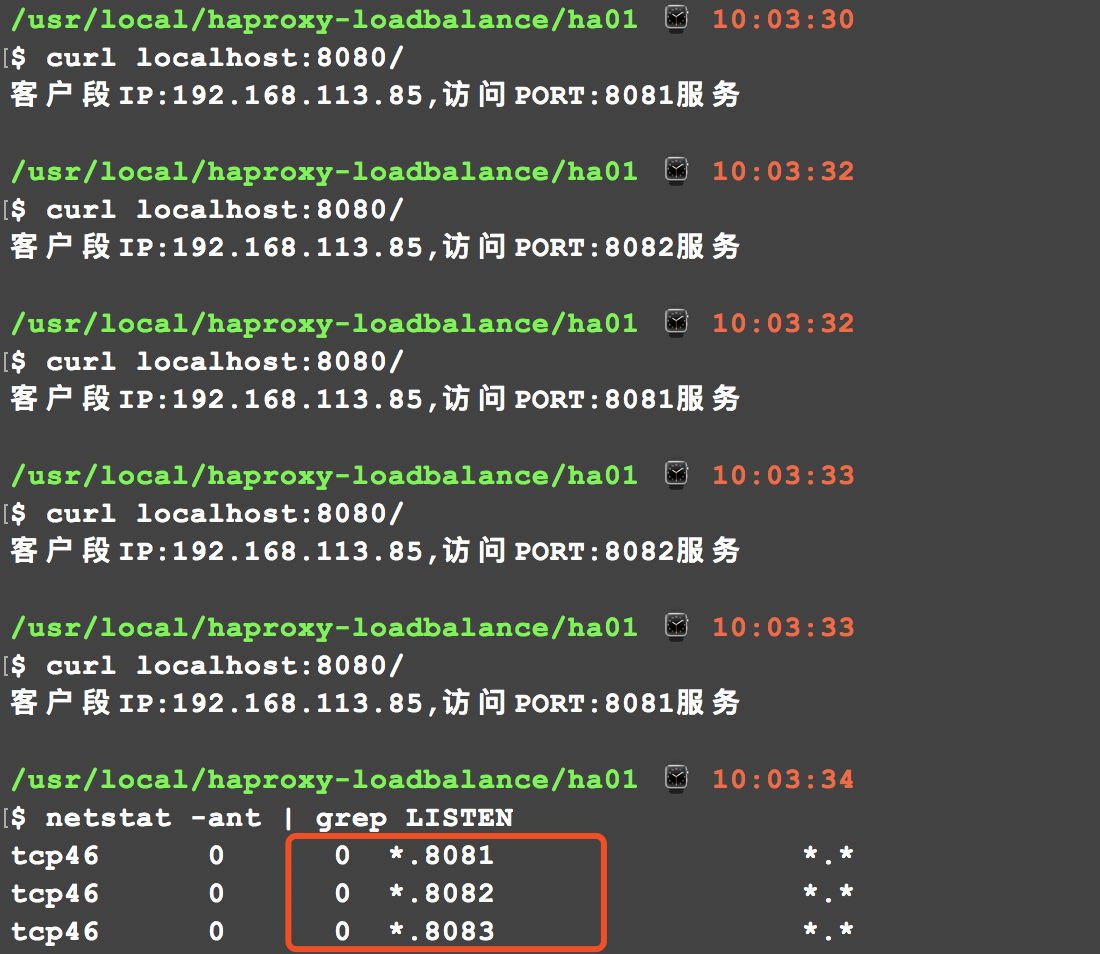 /usr/local/haproxy-loadbalance/ha01 10:03:30
$ curl localhost:8080/
客户段IP:192.168.113.85,访问PORT:8081服务
/usr/local/haproxy-loadbalance/ha01 10:03:32
$ curl localhost:8080/
客户段IP:192.168.113.85,访问PORT:8082服务
/usr/local/haproxy-loadbalance/ha01 10:03:32
$ curl localhost:8080/
客户段IP:192.168.113.85,访问PORT:8081服务
/usr/local/haproxy-loadbalance/ha01 10:03:33
$ curl localhost:8080/
客户段IP:192.168.113.85,访问PORT:8082服务
/usr/local/haproxy-loadbalance/ha01 10:03:33
$ curl localhost:8080/
客户段IP:192.168.113.85,访问PORT:8081服务
/usr/local/haproxy-loadbalance/ha01 10:03:34
$ netstat -ant | grep LISTEN
tcp46 0 0 *.8081 *.*
tcp46 0 0 *.8082 *.*
tcp46 0 0 *.8083 *.*